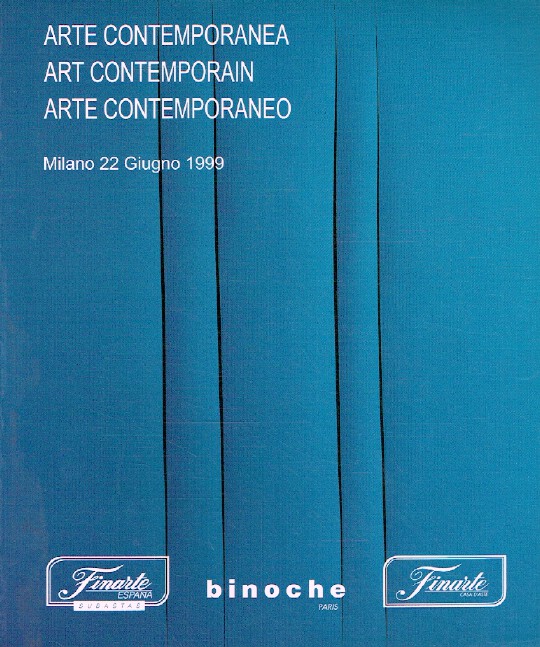 ARTE CONTEMPORANEA
ART CONTEMPORAIN
ARTE CONTEMPORANEO
Milano 22 Giugno 1999
Finarte
ESPAÑA
SUBASTAS
binoche
PARIS
Finarte
CASA D'ASTE